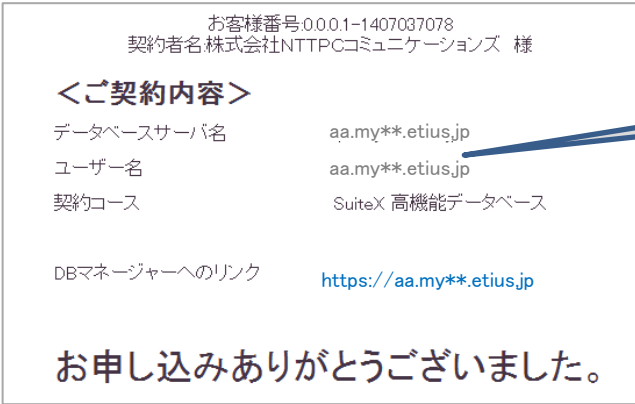 お客様番号:0.0.0.1-1407037078
契約者名:株式会社NTTPCコミュニケーションズ 様
＜ご契約内容＞
データベースサーバ名 aa.my**.etius.jp
ユーザー名 aa.my**.etius.jp
契約コース SuiteX 高機能データベース
DBマネージャーへのリンク https://aa.my**.etius.jp
お申し込みありがとうございました。